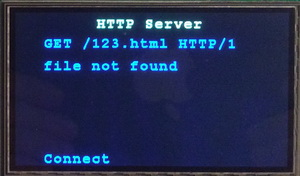 HTTP Server
GET /123.html HTTP/1
file not found
Connect